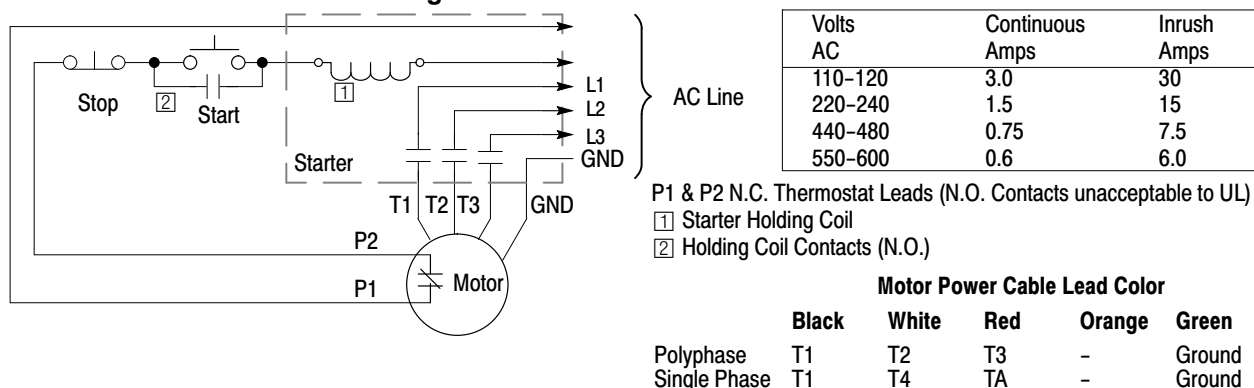 Stop
2
Start
1
Starter
L1
L2
L3
GND
AC Line
T1 T2 T3 GND
P2
P1
Motor
Volts AC Continuous Amps Inrush Amps
110-120 3.0 30
220-240 1.5 15
440-480 0.75 7.5
550-600 0.6 6.0
P1 & P2 N.C. Thermostat Leads (N.O. Contacts unacceptable to UL)
1 Starter Holding Coil
2 Holding Coil Contacts (N.O.)
Motor Power Cable Lead Color
Black White Red Orange Green
Polyphase T1 T2 T3 - Ground
Single Phase T1 T4 TA - Ground